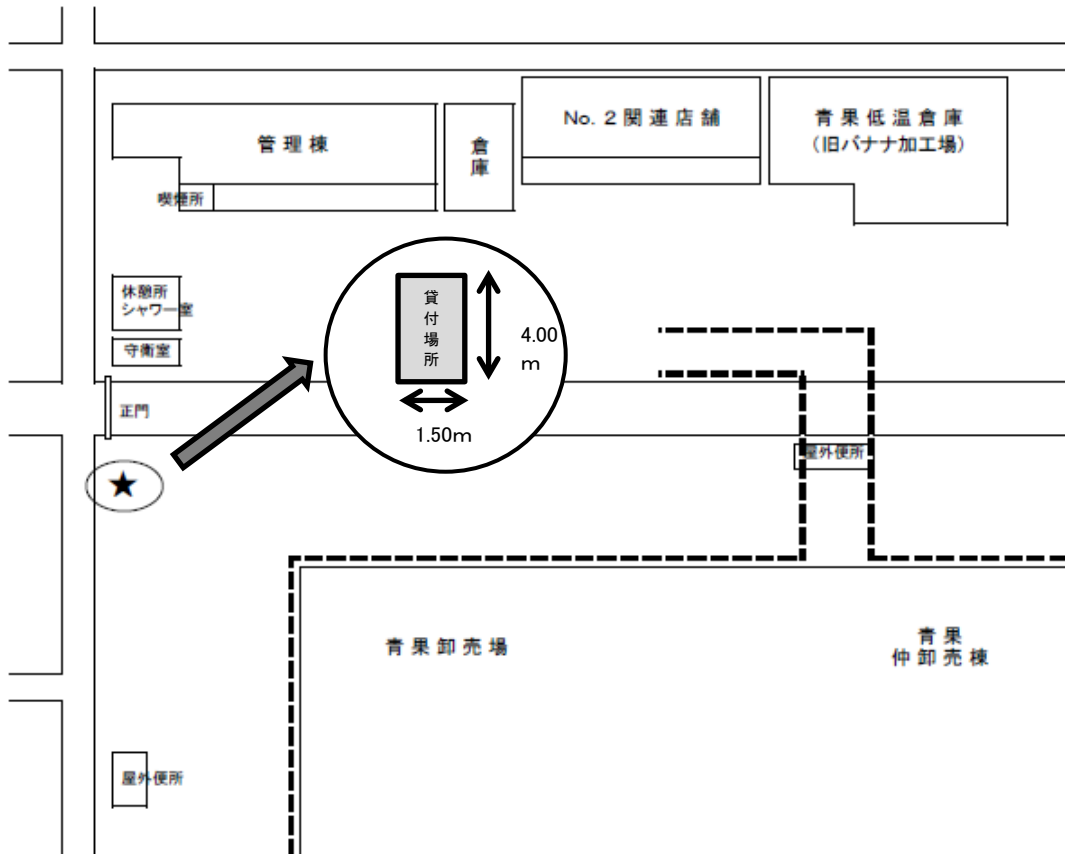 管理棟
倉
庫
No.2関連店舗
青果低温倉庫
(旧バナナ加工場)
喫煙所
休憩所
シャワー室
守衛室
貸
付
場
所
4.00
m
1.50m
正門
屋外便所
★
青果卸売場
青果
仲卸売棟
屋外便所